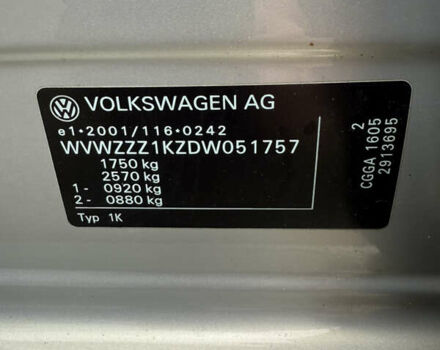 VOLKSWAGEN AG
e1*2001/116*0242
WVWZZZ1KZDW051757
1750 kg
2570 kg
1 - 0920 kg
2 - 0880 kg
Typ 1K
2
CGGA 1605
2913695